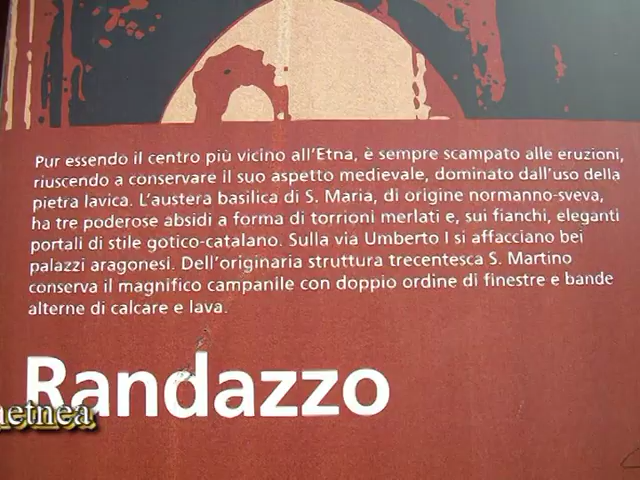 Pur essendo il centro più vicino all'Etna, è sempre scampato alle eruzioni,
riuscendo a conservare il suo aspetto medievale, dominato dall'uso della
pietra lavica. L'austera basilica di S. Maria, di origine normanno-sveva,
ha tre poderose absidi a forma di torrioni merlati e, sui fianchi, eleganti
portali di stile gotico-catalano. Sulla via Umberto I si affacciano bei
palazzi aragonesi. Dell'originaria struttura trecentesca S. Martino
conserva il magnifico campanile con doppio ordine di finestre e bande
alterne di calcare e lava.
Randazzo
netnea